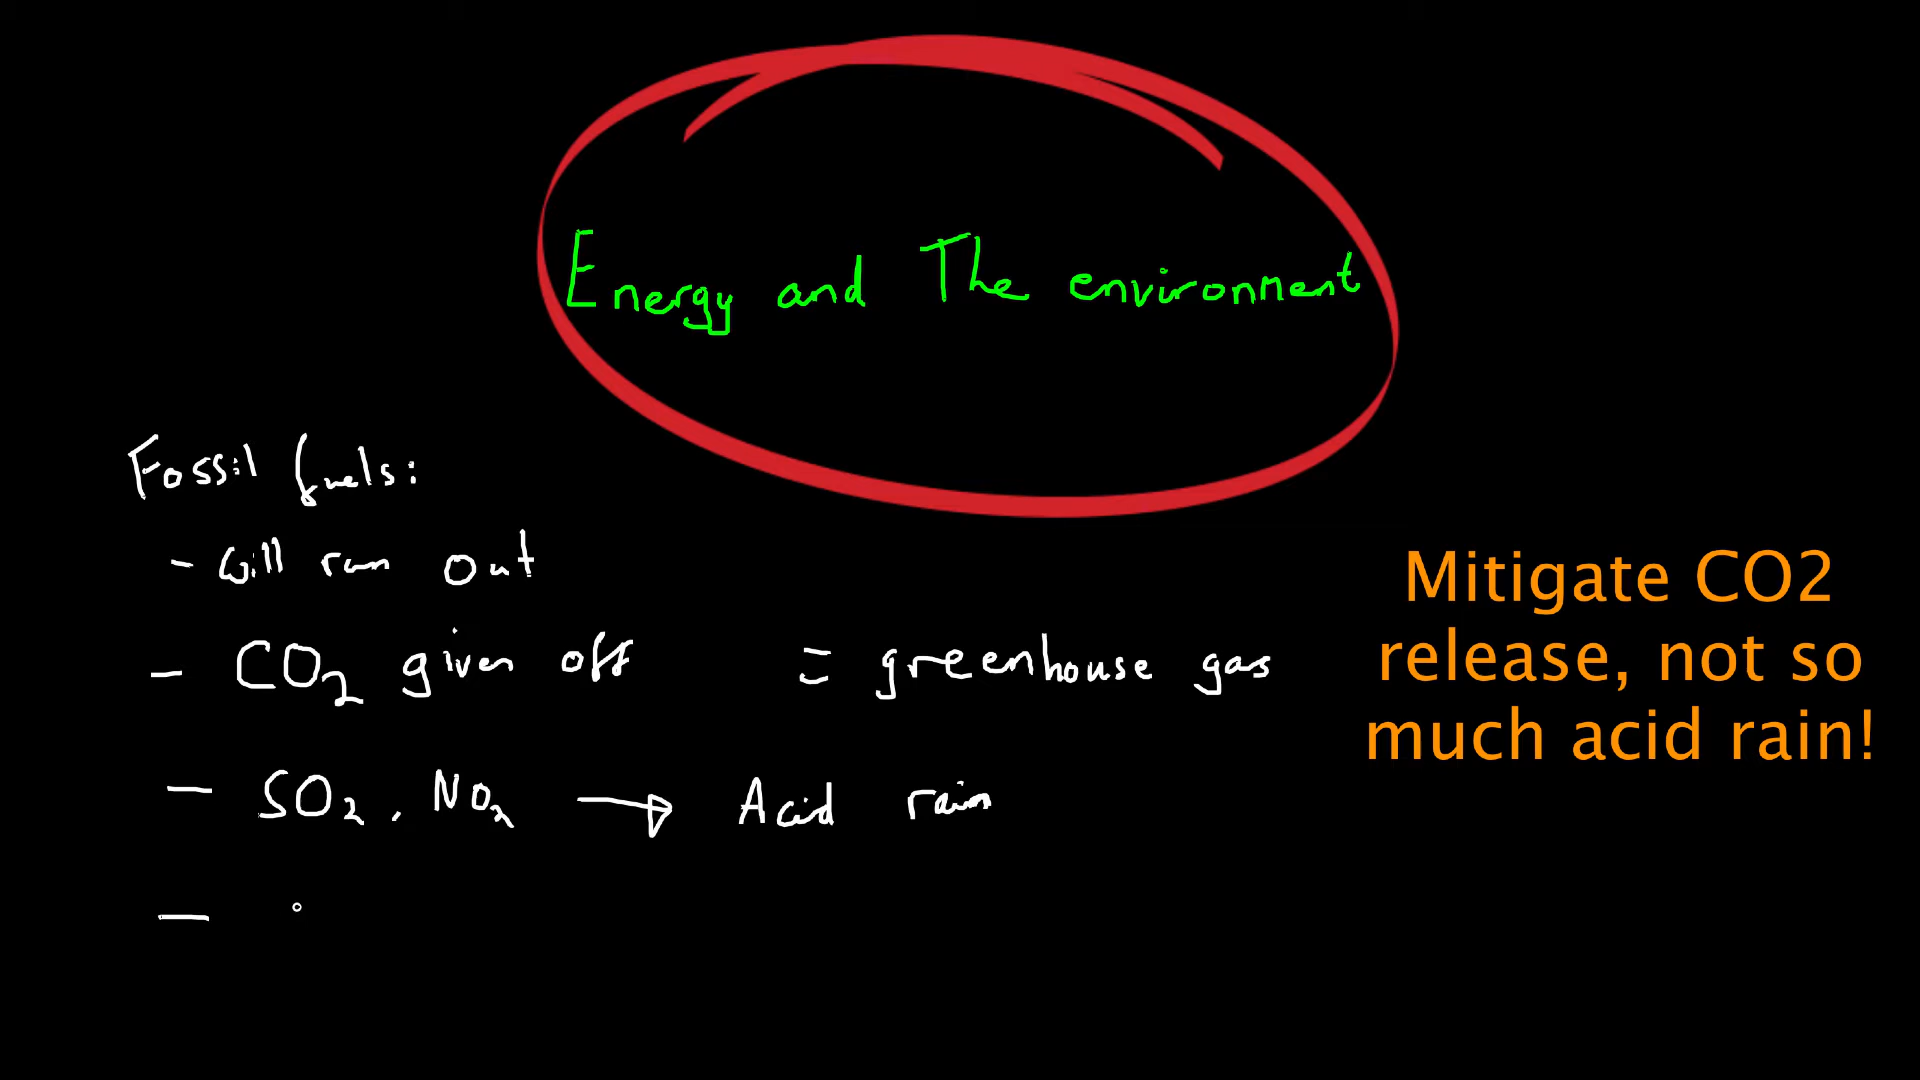 Energy and The environment
Fossil fuels:
- will run out
- CO2 given off = greenhouse gas
- SO2, NO2 → Acid rain
-
Mitigate CO2
release, not so
much acid rain!